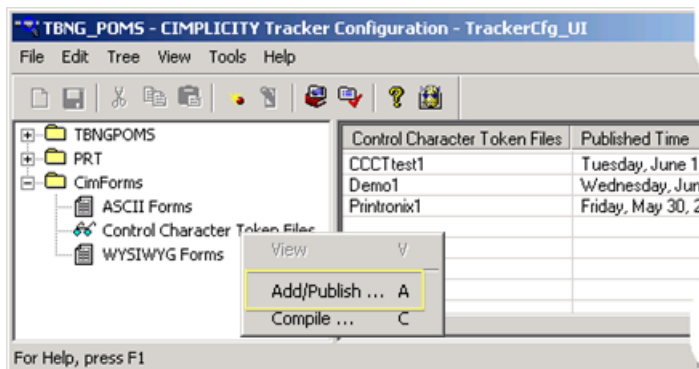 TBNG_POMS - CIMPLICITY Tracker Configuration - TrackerCfg_UI
File Edit Tree View Tools Help
TBNGPOMS
PRT
CimForms
ASCII Forms
Control Character Token Files
WYSIWYG Forms
Control Character Token Files Published Time
CCCTtest1 Tuesday, June 1
Demo1 Wednesday, Jun
Printronix1 Friday, May 30, 2
View V
Add/Publish ... A
Compile ... C
For Help, press F1